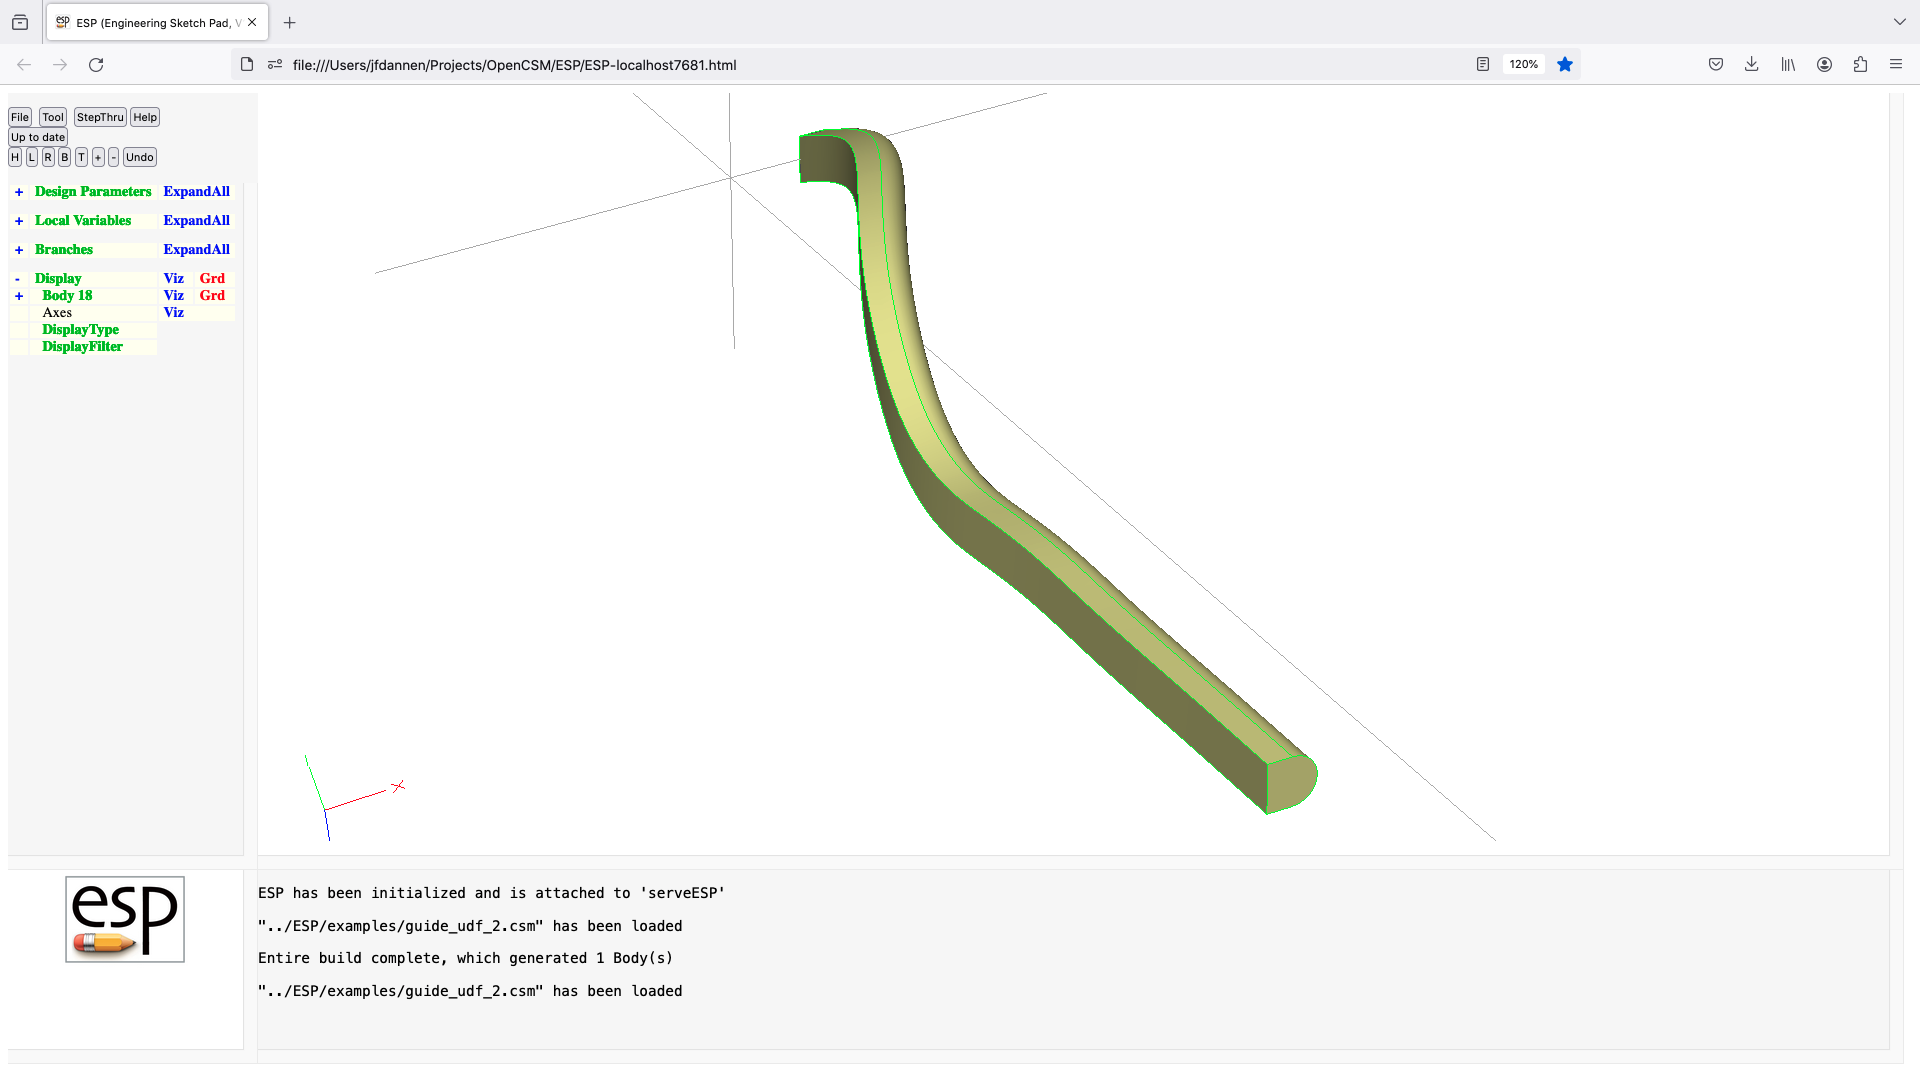 ESP (Engineering Sketch Pad, V
file:///Users/jfdannen/Projects/OpenCSM/ESP/ESP-localhost7681.html
120%
File Tool StepThru Help
Up to date
H L R B T + - Undo
+ Design Parameters ExpandAll
+ Local Variables ExpandAll
+ Branches ExpandAll
- Display Viz Grd
+ Body 18 Viz Grd
Axes Viz
DisplayType
DisplayFilter
X
esp
ESP has been initialized and is attached to 'serveESP'
"../ESP/examples/guide_udf_2.csm" has been loaded
Entire build complete, which generated 1 Body(s)
"../ESP/examples/guide_udf_2.csm" has been loaded